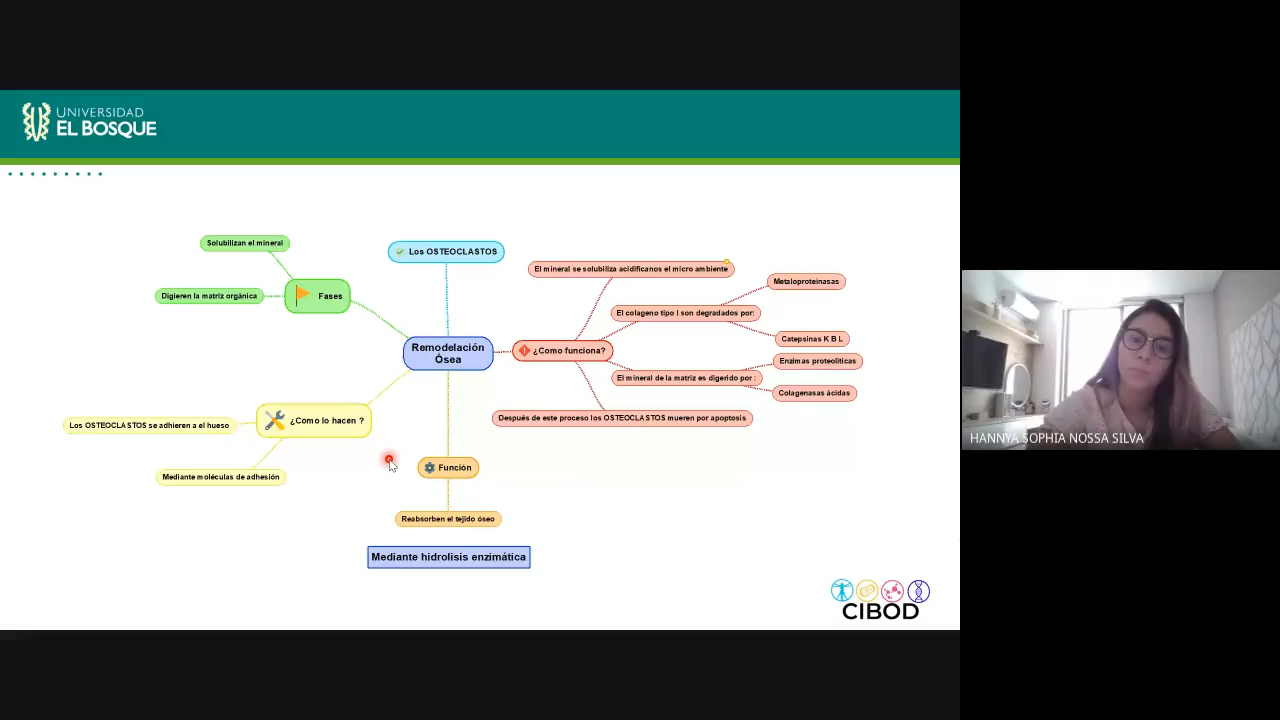 UNIVERSIDAD
EL BOSQUE
Solubilizan el mineral
Los OSTEOCLASTOS
El mineral se solubiliza acidificanos el micro ambiente
Metaloproteinasas
Digieren la matriz orgánica
Fases
El colageno tipo I son degradados por:
Catepsinas K B L
Remodelación
Ósea
¿Como funciona?
Enzimas proteolíticas
El mineral de la matriz es digerido por :
Colagenasas ácidas
Después de este proceso los OSTEOCLASTOS mueren por apoptosis
¿Como lo hacen ?
Los OSTEOCLASTOS se adhieren a el hueso
Mediante moléculas de adhesión
Función
Reabsorben el tejido óseo
Mediante hidrolisis enzimática
CIBOD
HANNYA SOPHIA NOSSA SILVA